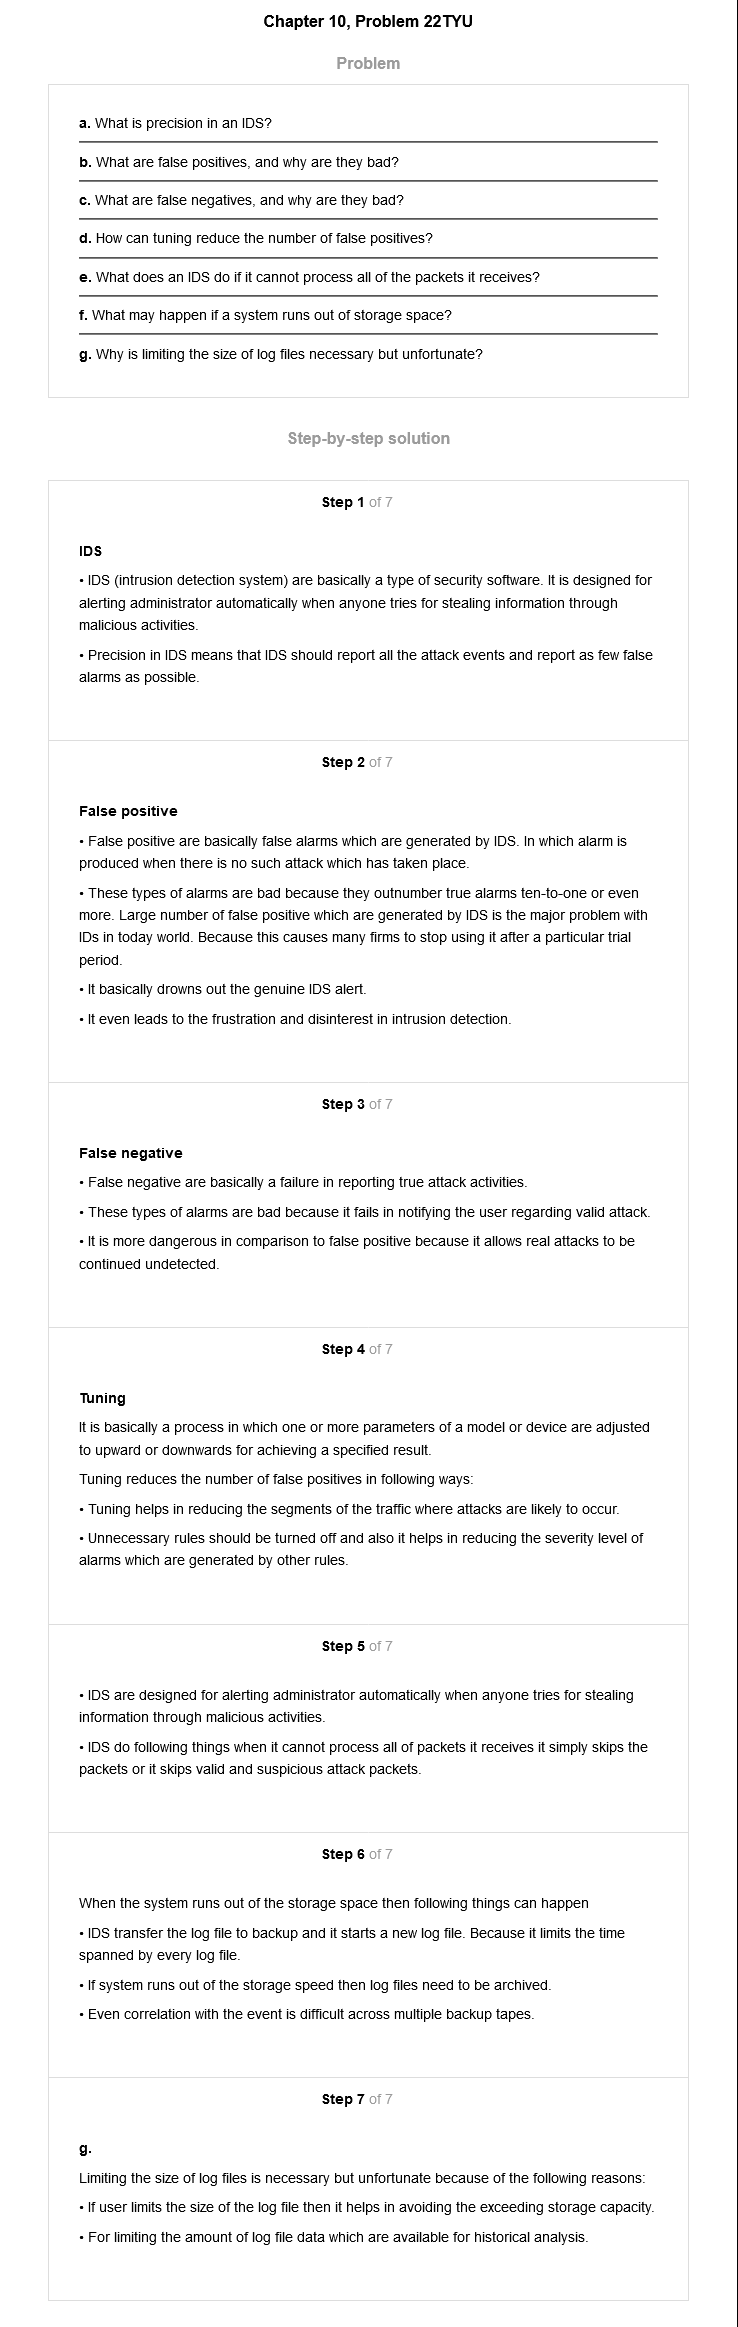 Chapter 10, Problem 22TYU
Problem
a. What is precision in an IDS?
b. What are false positives, and why are they bad?
c. What are false negatives, and why are they bad?
d. How can tuning reduce the number of false positives?
e. What does an IDS do if it cannot process all of the packets it receives?
f. What may happen if a system runs out of storage space?
g. Why is limiting the size of log files necessary but unfortunate?
Step-by-step solution
Step 1 of 7
IDS
• IDS (intrusion detection system) are basically a type of security software. It is designed for
alerting administrator automatically when anyone tries for stealing information through
malicious activities.
• Precision in IDS means that IDS should report all the attack events and report as few false
alarms as possible.
Step 2 of 7
False positive
• False positive are basically false alarms which are generated by IDS. In which alarm is
produced when there is no such attack which has taken place.
• These types of alarms are bad because they outnumber true alarms ten-to-one or even
more. Large number of false positive which are generated by IDS is the major problem with
IDs in today world. Because this causes many firms to stop using it after a particular trial
period.
• It basically drowns out the genuine IDS alert.
• It even leads to the frustration and disinterest in intrusion detection.
Step 3 of 7
False negative
• False negative are basically a failure in reporting true attack activities.
• These types of alarms are bad because it fails in notifying the user regarding valid attack.
• It is more dangerous in comparison to false positive because it allows real attacks to be
continued undetected.
Step 4 of 7
Tuning
It is basically a process in which one or more parameters of a model or device are adjusted
to upward or downwards for achieving a specified result.
Tuning reduces the number of false positives in following ways:
• Tuning helps in reducing the segments of the traffic where attacks are likely to occur.
• Unnecessary rules should be turned off and also it helps in reducing the severity level of
alarms which are generated by other rules.
Step 5 of 7
• IDS are designed for alerting administrator automatically when anyone tries for stealing
information through malicious activities.
• IDS do following things when it cannot process all of packets it receives it simply skips the
packets or it skips valid and suspicious attack packets.
Step 6 of 7
When the system runs out of the storage space then following things can happen
• IDS transfer the log file to backup and it starts a new log file. Because it limits the time
spanned by every log file.
• If system runs out of the storage speed then log files need to be archived.
• Even correlation with the event is difficult across multiple backup tapes.
Step 7 of 7
g.
Limiting the size of log files is necessary but unfortunate because of the following reasons:
• If user limits the size of the log file then it helps in avoiding the exceeding storage capacity.
• For limiting the amount of log file data which are available for historical analysis.